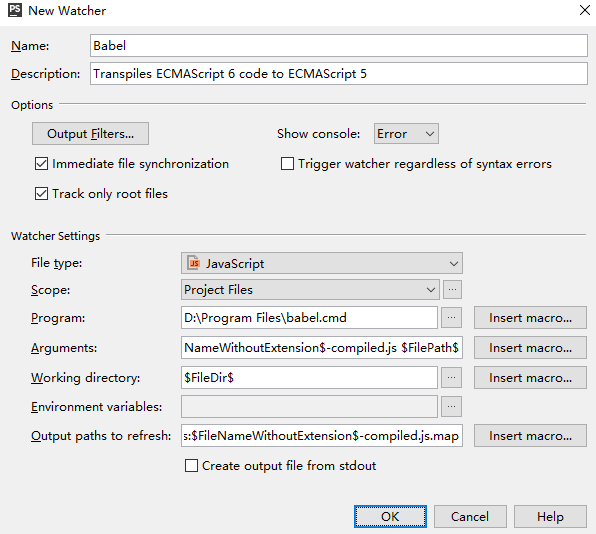 PS New Watcher
Name: Babel
Description: Transpiles ECMAScript 6 code to ECMAScript 5
Options
Output Filters... Show console: Error
Immediate file synchronization Trigger watcher regardless of syntax errors
Track only root files
Watcher Settings
File type: JS JavaScript
Scope: Project Files ...
Program: D:\Program Files\babel.cmd ... Insert macro...
Arguments: NameWithoutExtension$-compiled.js $FilePath$ Insert macro...
Working directory: $FileDir$ ... Insert macro...
Environment variables: ...
Output paths to refresh: s:$FileNameWithoutExtension$-compiled.js.map Insert macro...
Create output file from stdout
OK Cancel Help